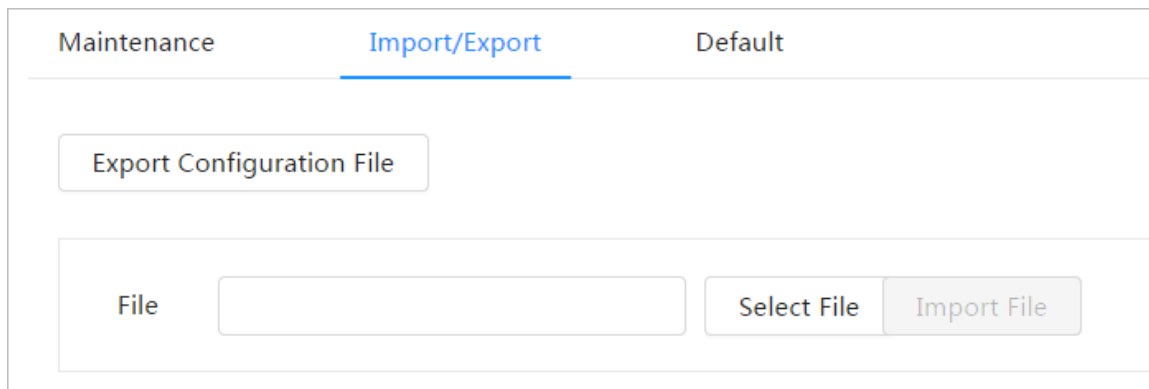 Maintenance Import/Export Default
Export Configuration File
File Select File Import File